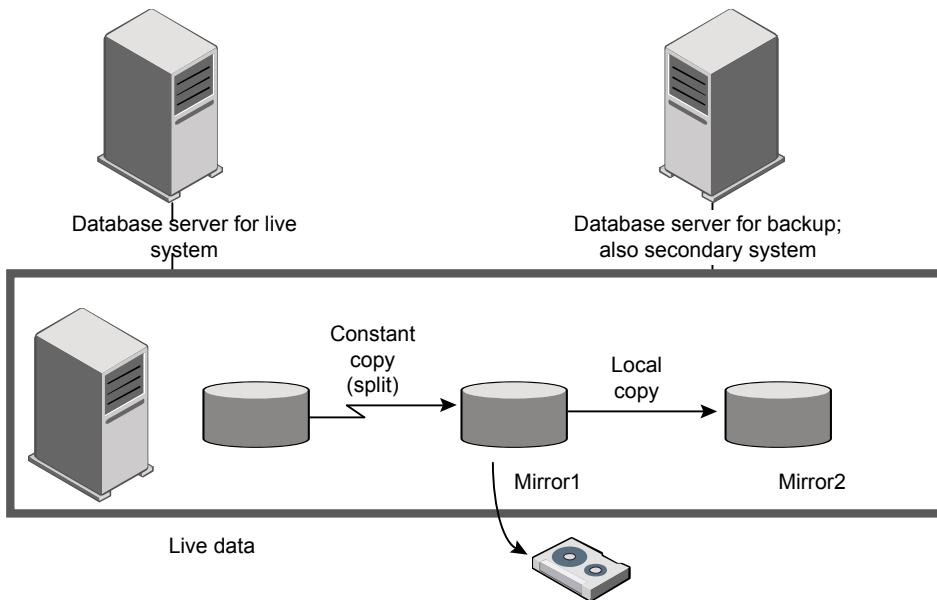 Database server for live
system
Database server for backup;
also secondary system
Constant
copy
(split)
Local
copy
Mirror1
Mirror2
Live data